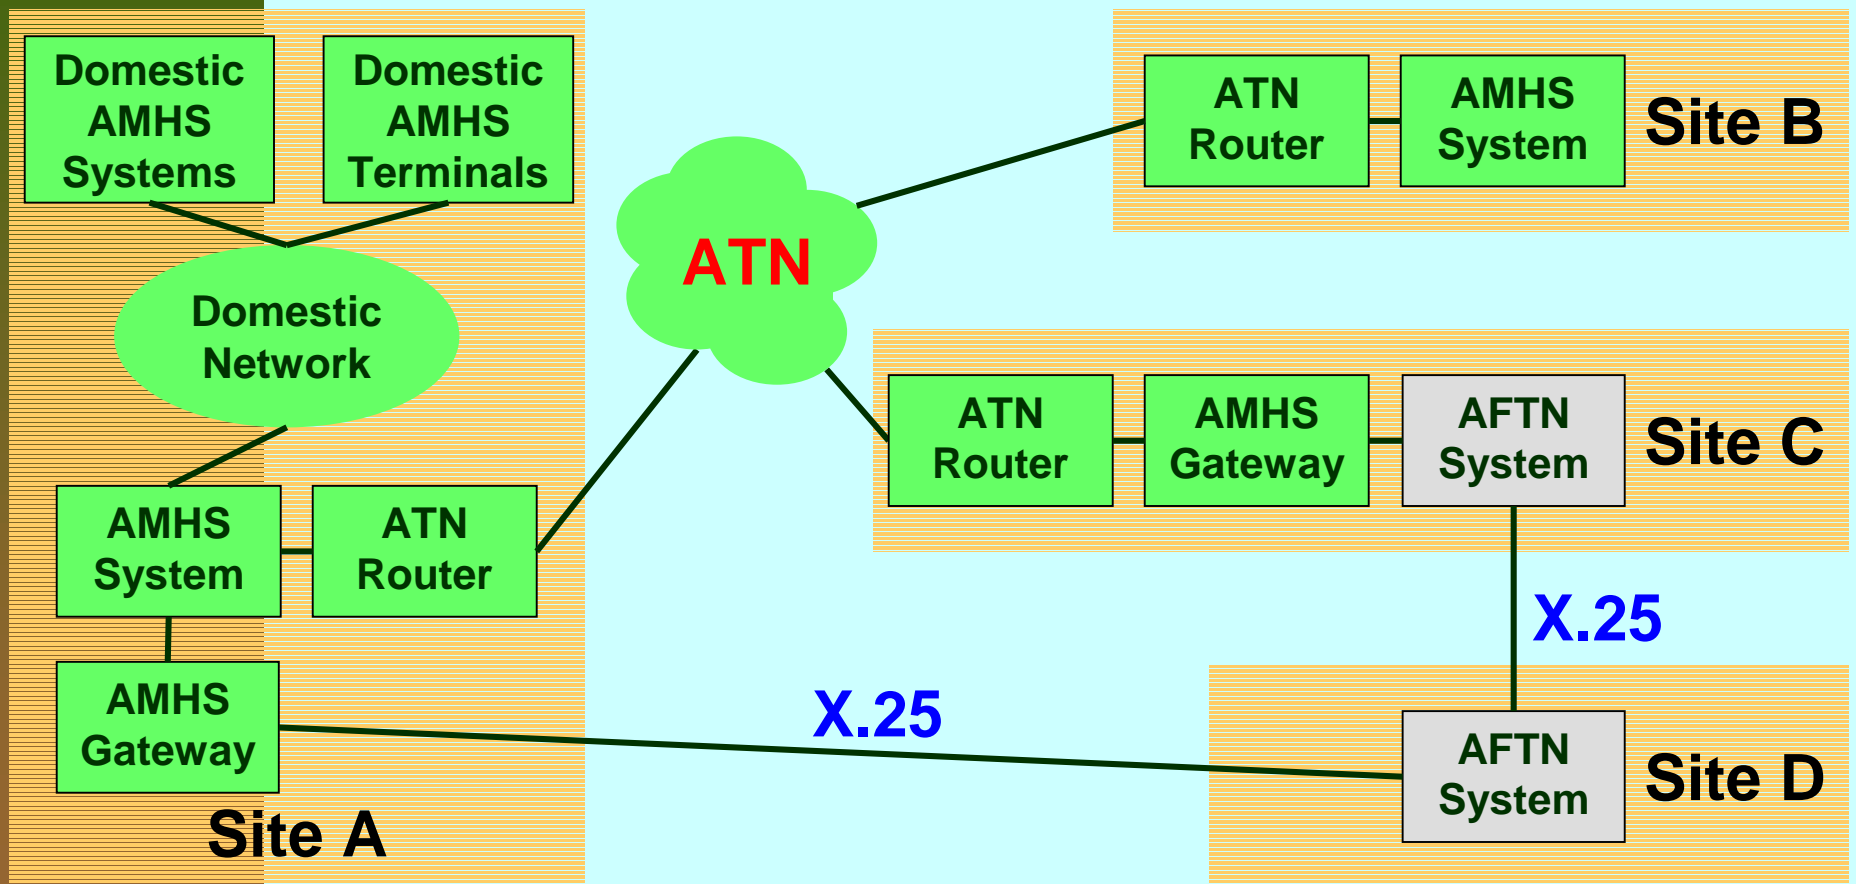 Domestic
AMHS
Systems
Domestic
AMHS
Terminals
Domestic
Network
AMHS
System
ATN
Router
AMHS
Gateway
Site A
ATN
ATN
Router
AMHS
System
Site B
ATN
Router
AMHS
Gateway
AFTN
System
Site C
X.25
X.25
AFTN
System
Site D